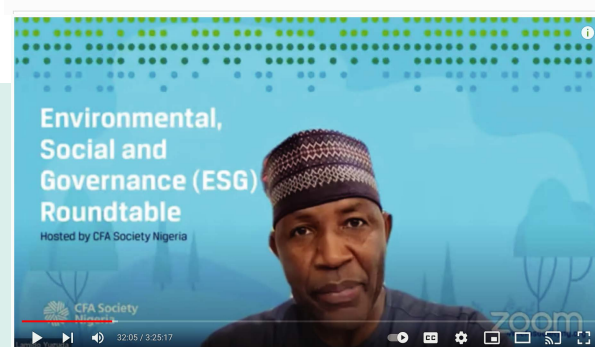 Environmental,
Social and
Governance (ESG)
Roundtable
Hosted by CFA Society Nigeria
CFA Society
Nigeria
zoom
32:05 / 3:25:17
CC